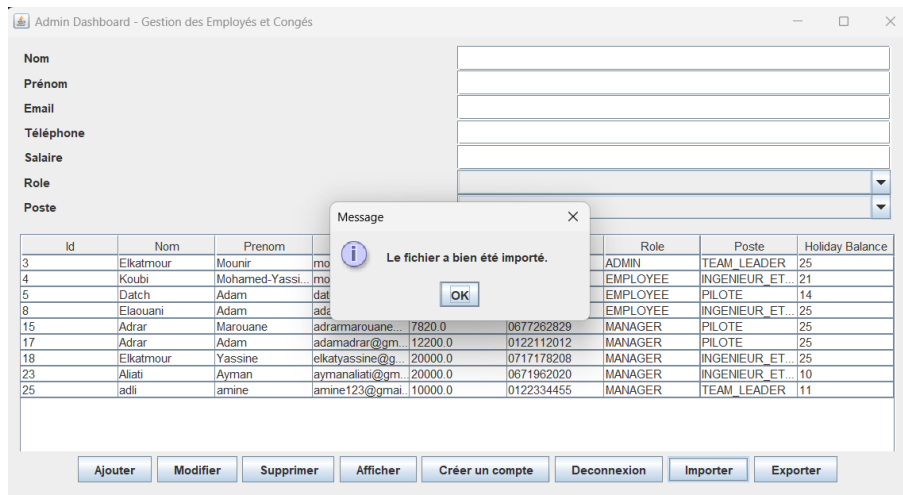 Admin Dashboard - Gestion des Employés et Congés
Nom
Prénom
Email
Téléphone
Salaire
Role
Poste
Message
Le fichier a bien été importé.
OK
Id Nom Prenom Role Poste Holiday Balance
3 Elkatmour Mounir mo ADMIN TEAM_LEADER 25
4 Koubi Mohamed-Yassi... mo EMPLOYEE INGENIEUR_ET... 21
5 Datch Adam dat EMPLOYEE PILOTE 14
8 Elaouani Adam ada EMPLOYEE INGENIEUR_ET... 25
15 Adrar Marouane adrarmarouane... 7820.0 0677262829 MANAGER PILOTE 25
17 Adrar Adam adamadrar@gm... 12200.0 0122112012 MANAGER PILOTE 25
18 Elkatmour Yassine elkatyassine@g... 20000.0 0717178208 MANAGER INGENIEUR_ET... 25
23 Aliati Ayman aymanaliati@gm... 20000.0 0671962020 MANAGER INGENIEUR_ET... 10
25 adli amine amine123@gmai... 10000.0 0122334455 MANAGER TEAM_LEADER 11
Ajouter Modifier Supprimer Afficher Créer un compte Deconnexion Importer Exporter